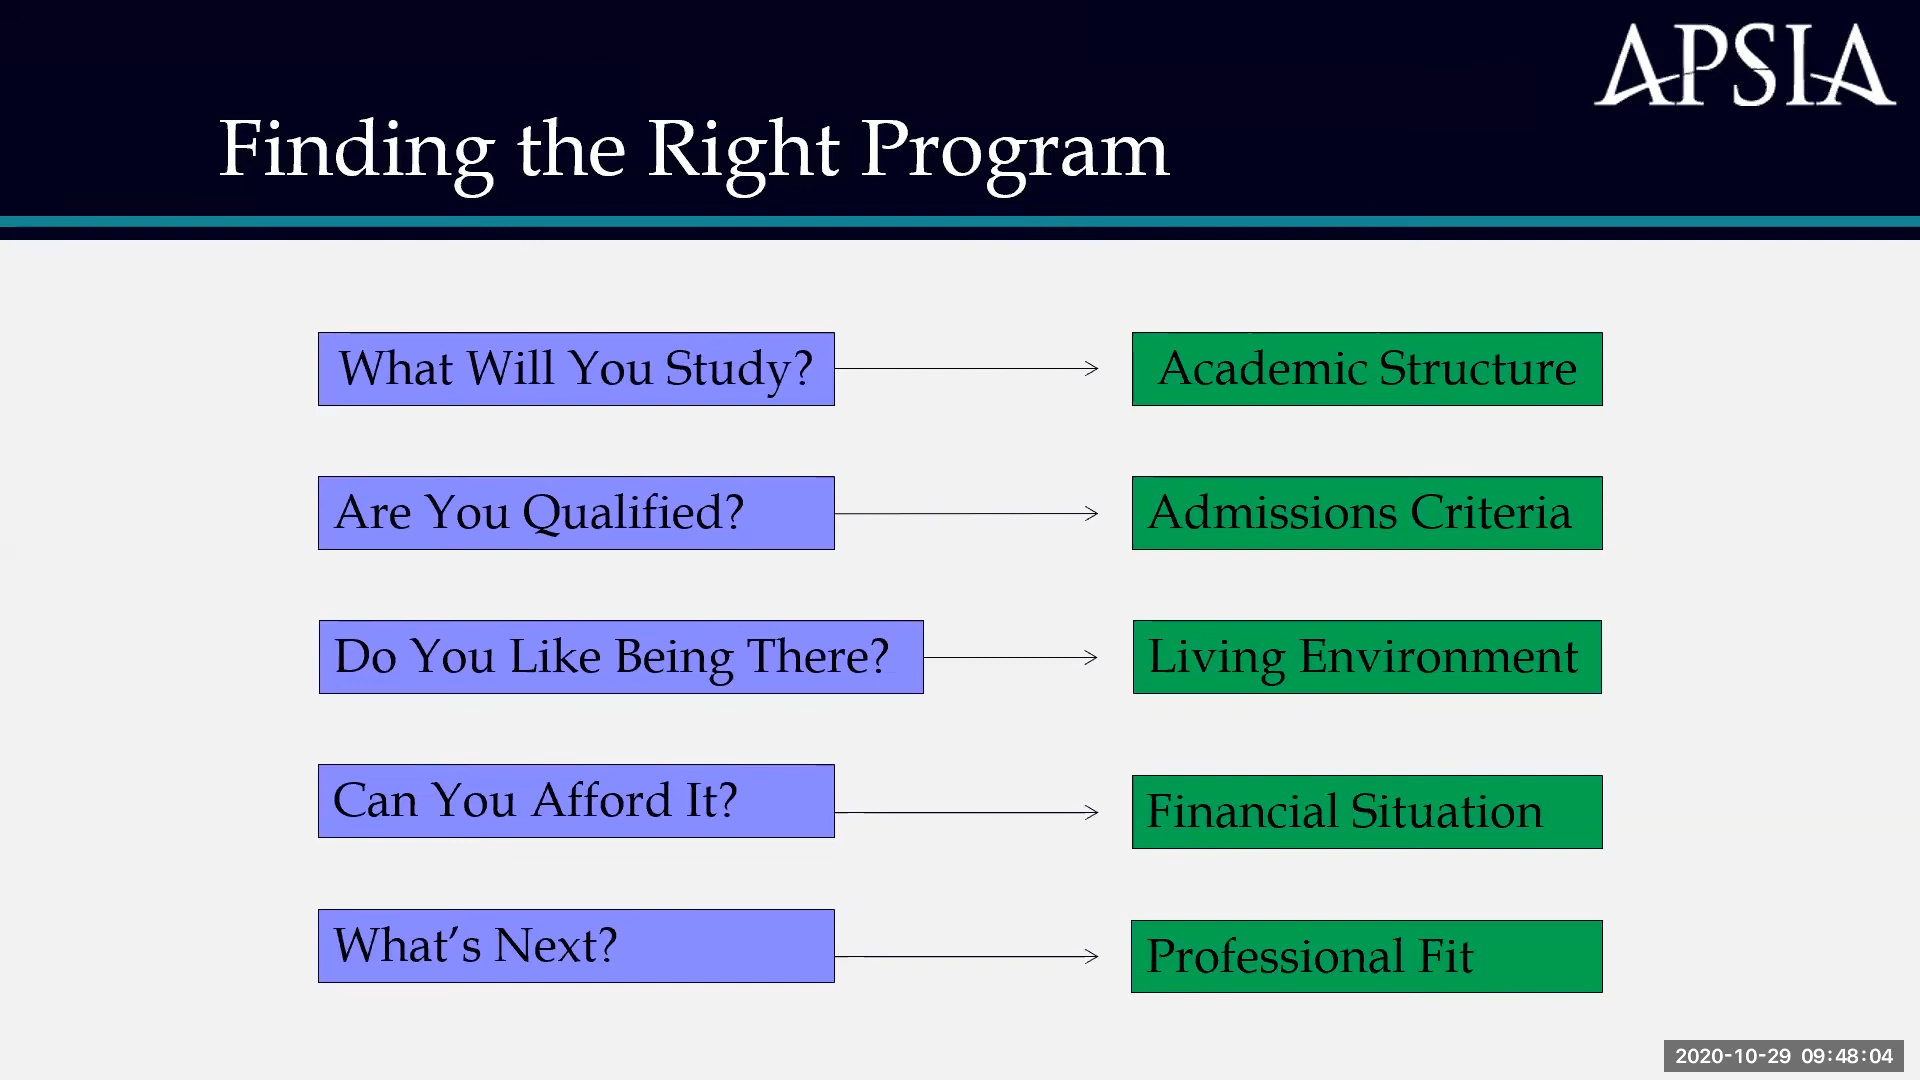 APSIA
Finding the Right Program
What Will You Study?
Academic Structure
Are You Qualified?
Admissions Criteria
Do You Like Being There?
Living Environment
Can You Afford It?
Financial Situation
What’s Next?
Professional Fit
2020-10-29 09:48:04